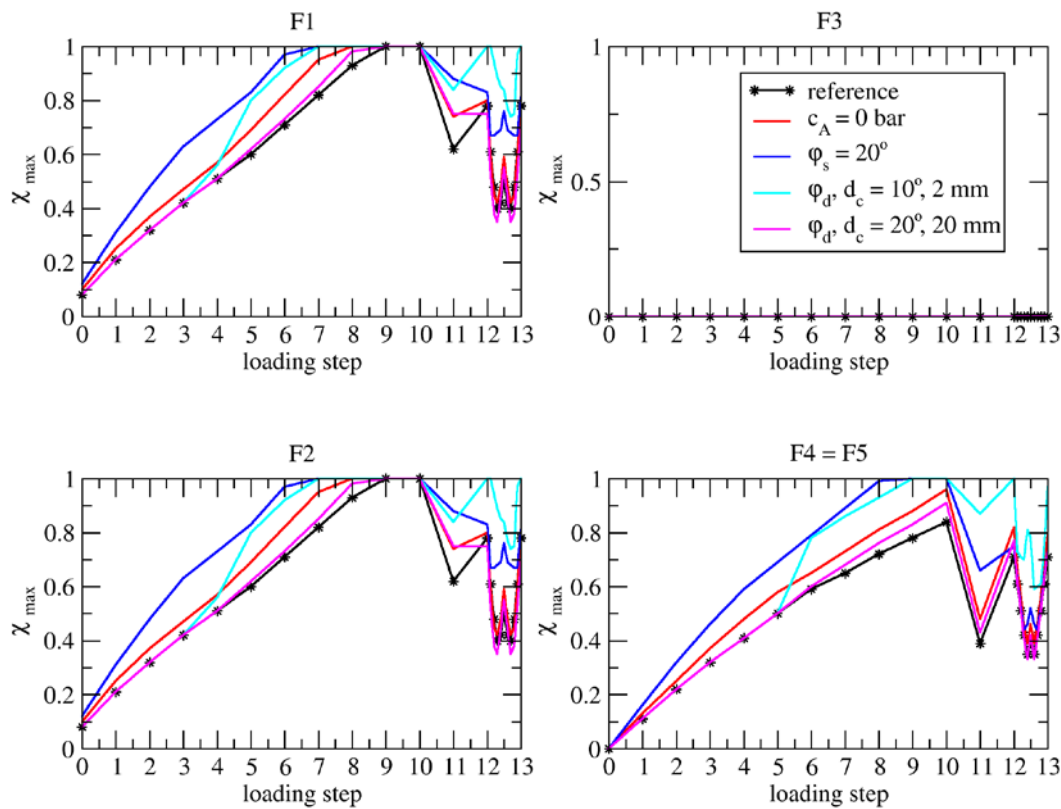 F1
1
0.8
0.6
0.4
0.2
0
χ max
0 1 2 3 4 5 6 7 8 9 10 11 12 13
loading step
F3
1
0.5
0
χ max
0 1 2 3 4 5 6 7 8 9 10 11 12 13
loading step
reference
c_A = 0 bar
φ_s = 20°
φ_d, d_c = 10°, 2 mm
φ_d, d_c = 20°, 20 mm
F2
1
0.8
0.6
0.4
0.2
0
χ max
0 1 2 3 4 5 6 7 8 9 10 11 12 13
loading step
F4 = F5
1
0.8
0.6
0.4
0.2
0
χ max
0 1 2 3 4 5 6 7 8 9 10 11 12 13
loading step